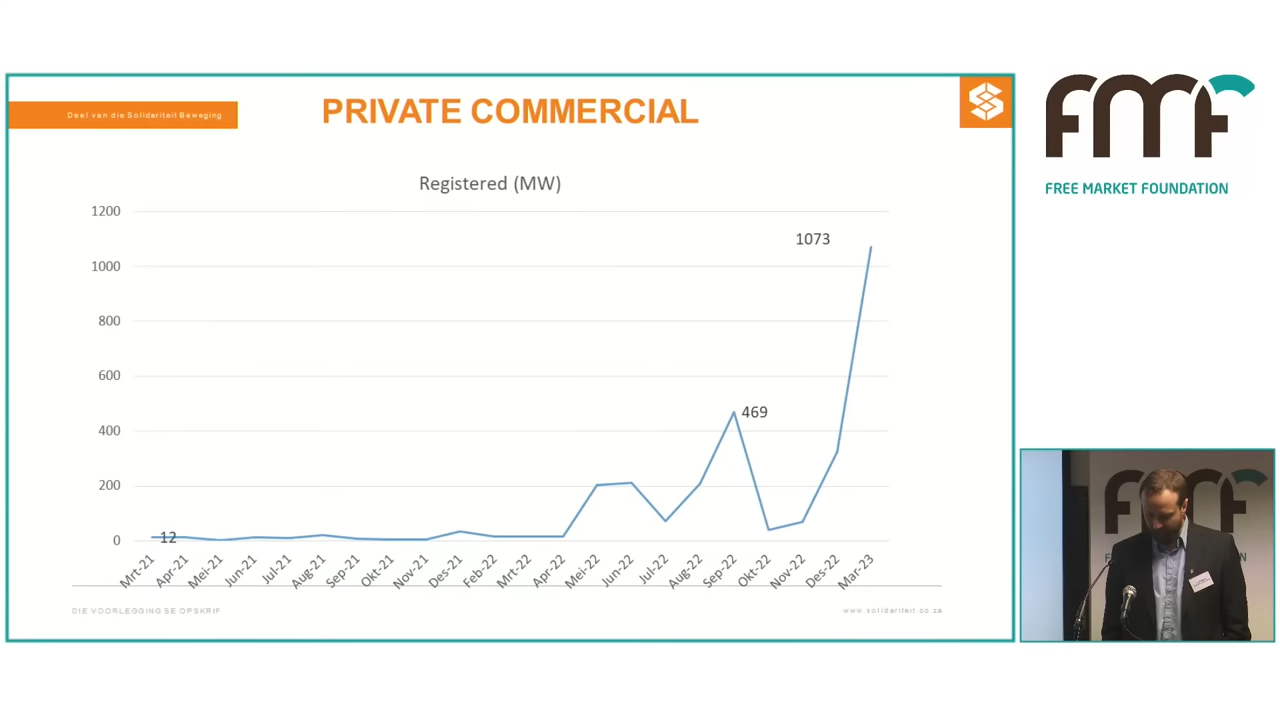 Deel van die Solidariteit Beweging
PRIVATE COMMERCIAL
Registered (MW)
1200
1000
800
600
400
200
0
12
469
1073
Mrt-21
Apr-21
Mei-21
Jun-21
Jul-21
Aug-21
Sep-21
Okt-21
Nov-21
Des-21
Feb-22
Mrt-22
Apr-22
Mei-22
Jun-22
Jul-22
Aug-22
Sep-22
Okt-22
Nov-22
Des-22
Mar-23
DIE VOORLEGGING SE OPSKRIF
www.solidariteit.co.za
fmf
FREE MARKET FOUNDATION